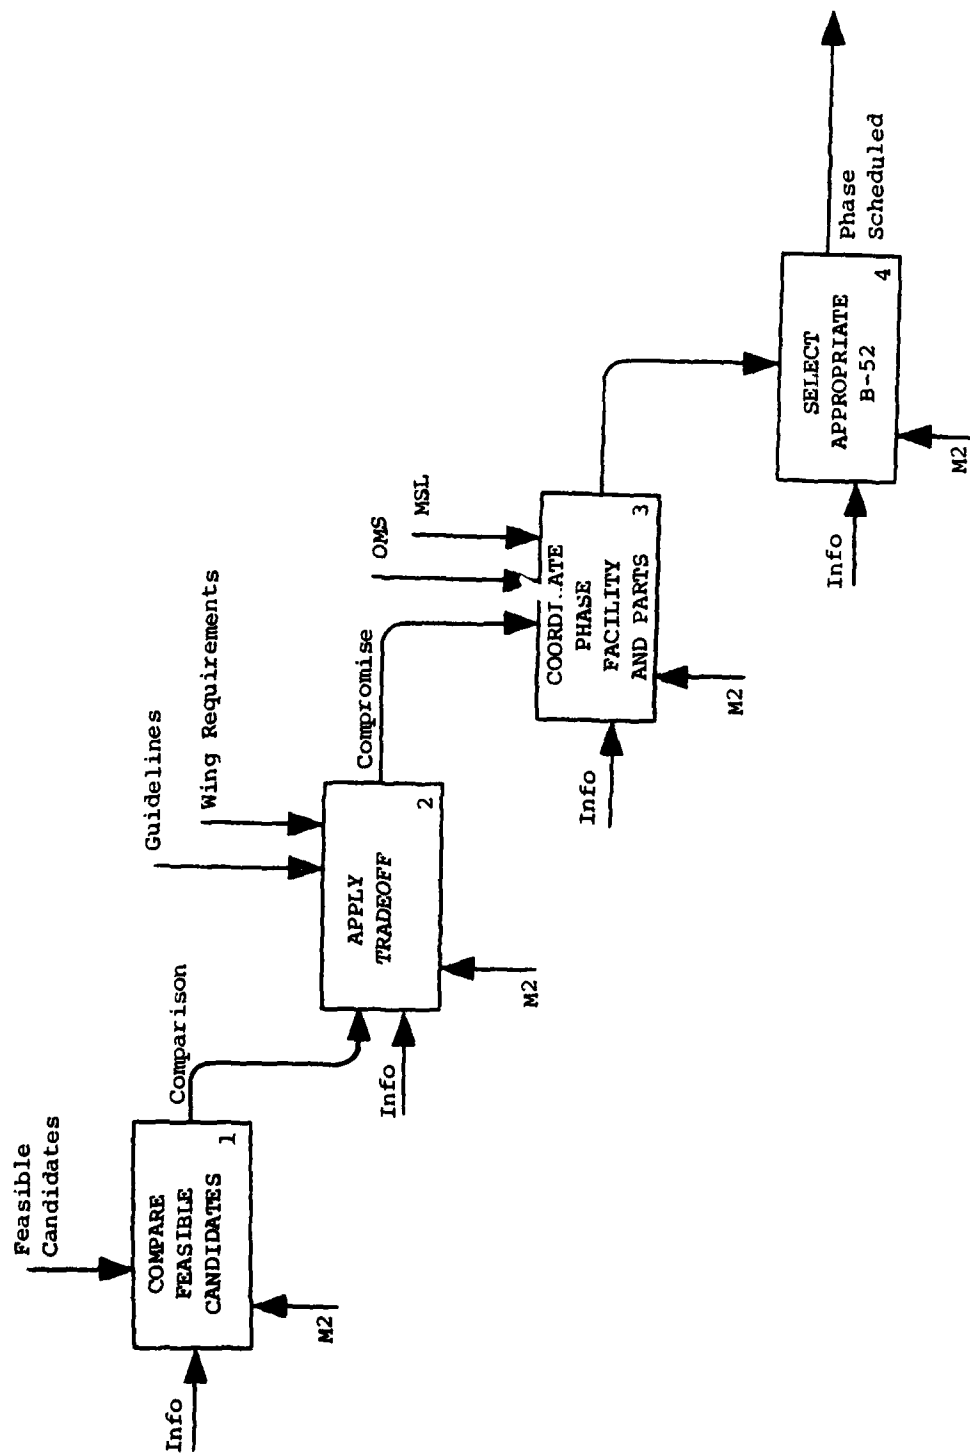 Feasible
Candidates
COMPARE
FEASIBLE
CANDIDATES
1
Info
M2
Comparison
Guidelines
Wing Requirements
APPLY
TRADEOFF
2
Info
M2
Compromise
OMS
MSL
COORDI..ATE
PHASE
FACILITY
AND PARTS
3
Info
M2
SELECT
APPROPRIATE
B-52
4
Info
M2
Phase
Scheduled